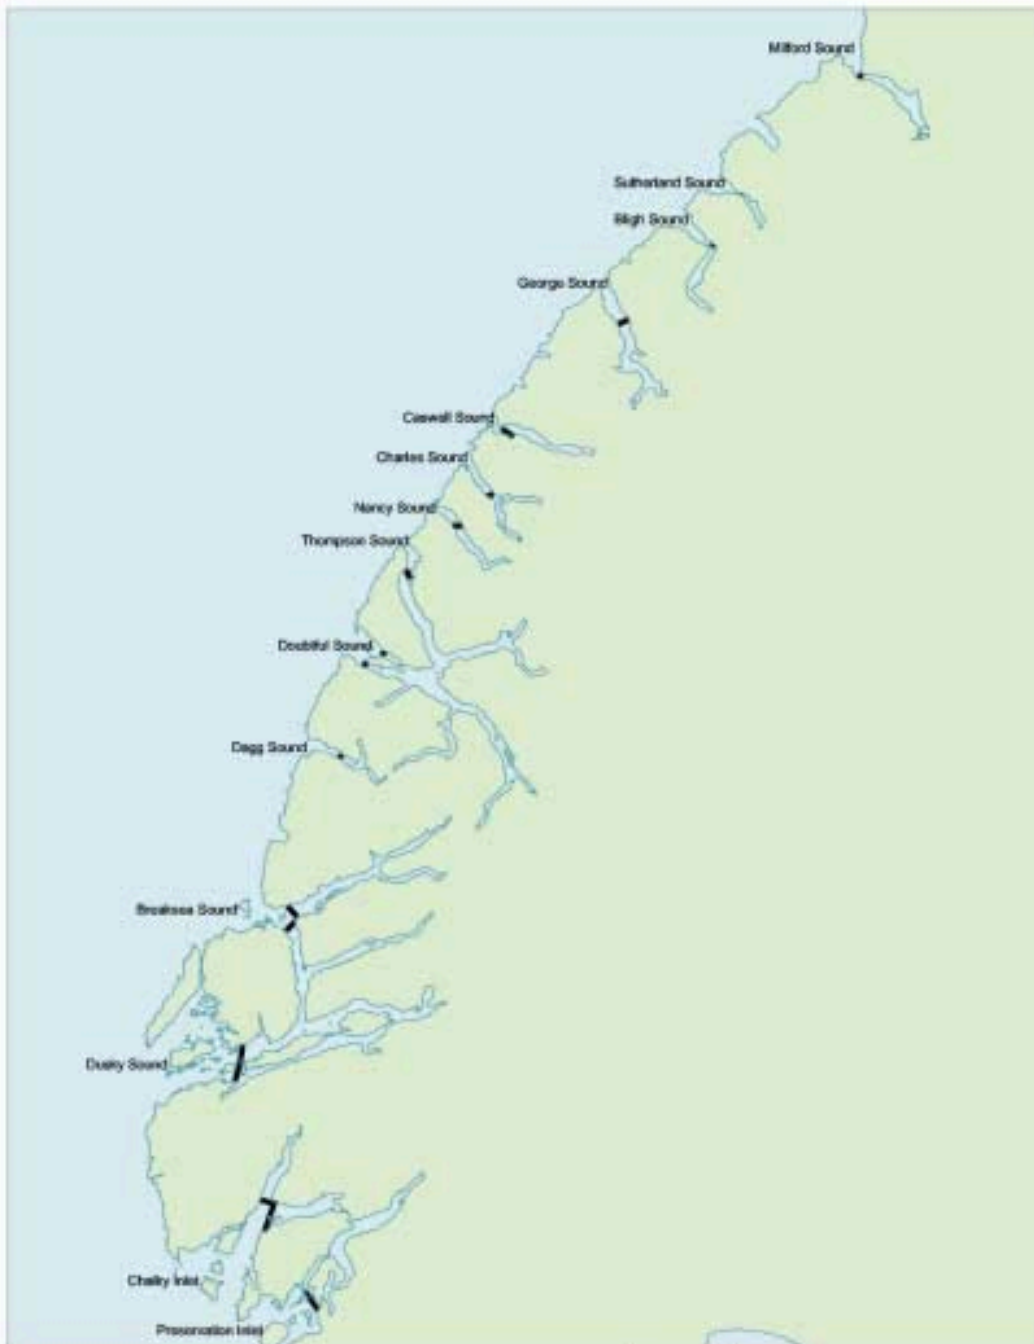 Milford Sound
Sutherland Sound
Bligh Sound
George Sound
Caswell Sound
Charles Sound
Nancy Sound
Thompson Sound
Doubtful Sound
Dagg Sound
Breaksea Sound
Dusky Sound
Chalky Inlet
Preservation Inlet